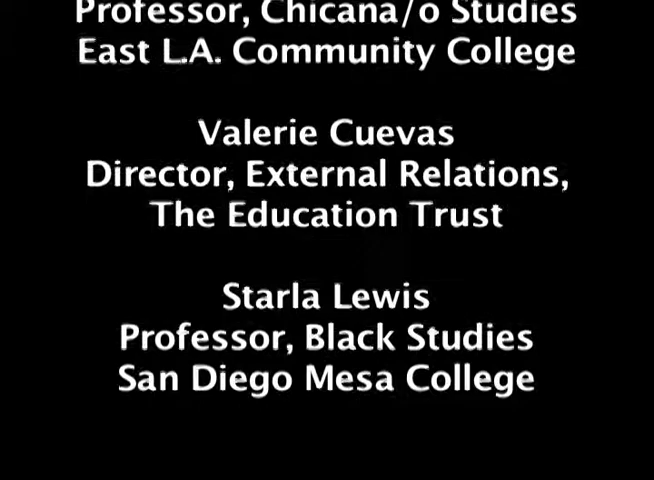 Professor, Chicana/o Studies
East L.A. Community College
Valerie Cuevas
Director, External Relations,
The Education Trust
Starla Lewis
Professor, Black Studies
San Diego Mesa College